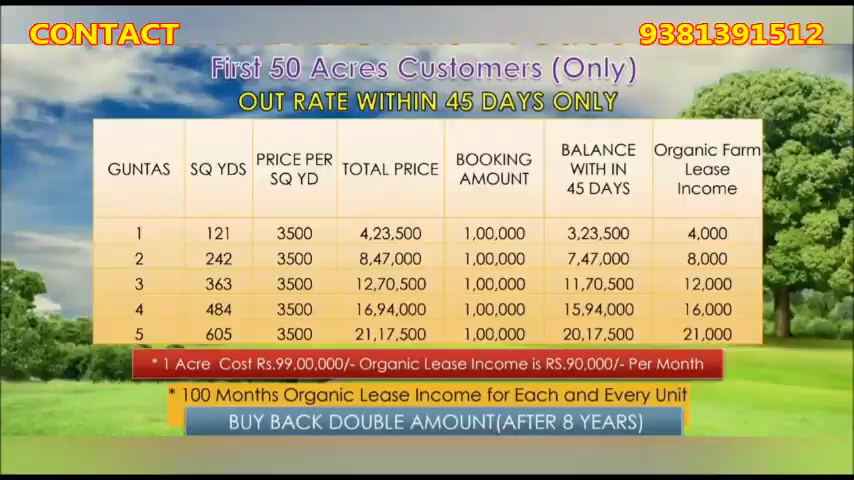 CONTACT 9381391512
First 50 Acres Customers (Only)
OUT RATE WITHIN 45 DAYS ONLY
GUNTAS SQ YDS PRICE PER SQ YD TOTAL PRICE BOOKING AMOUNT BALANCE WITH IN 45 DAYS Organic Farm Lease Income
1 121 3500 4,23,500 1,00,000 3,23,500 4,000
2 242 3500 8,47,000 1,00,000 7,47,000 8,000
3 363 3500 12,70,500 1,00,000 11,70,500 12,000
4 484 3500 16,94,000 1,00,000 15,94,000 16,000
5 605 3500 21,17,500 1,00,000 20,17,500 21,000
* 1 Acre Cost Rs.99,00,000/- Organic Lease Income is RS.90,000/- Per Month
* 100 Months Organic Lease Income for Each and Every Unit
BUY BACK DOUBLE AMOUNT(AFTER 8 YEARS)